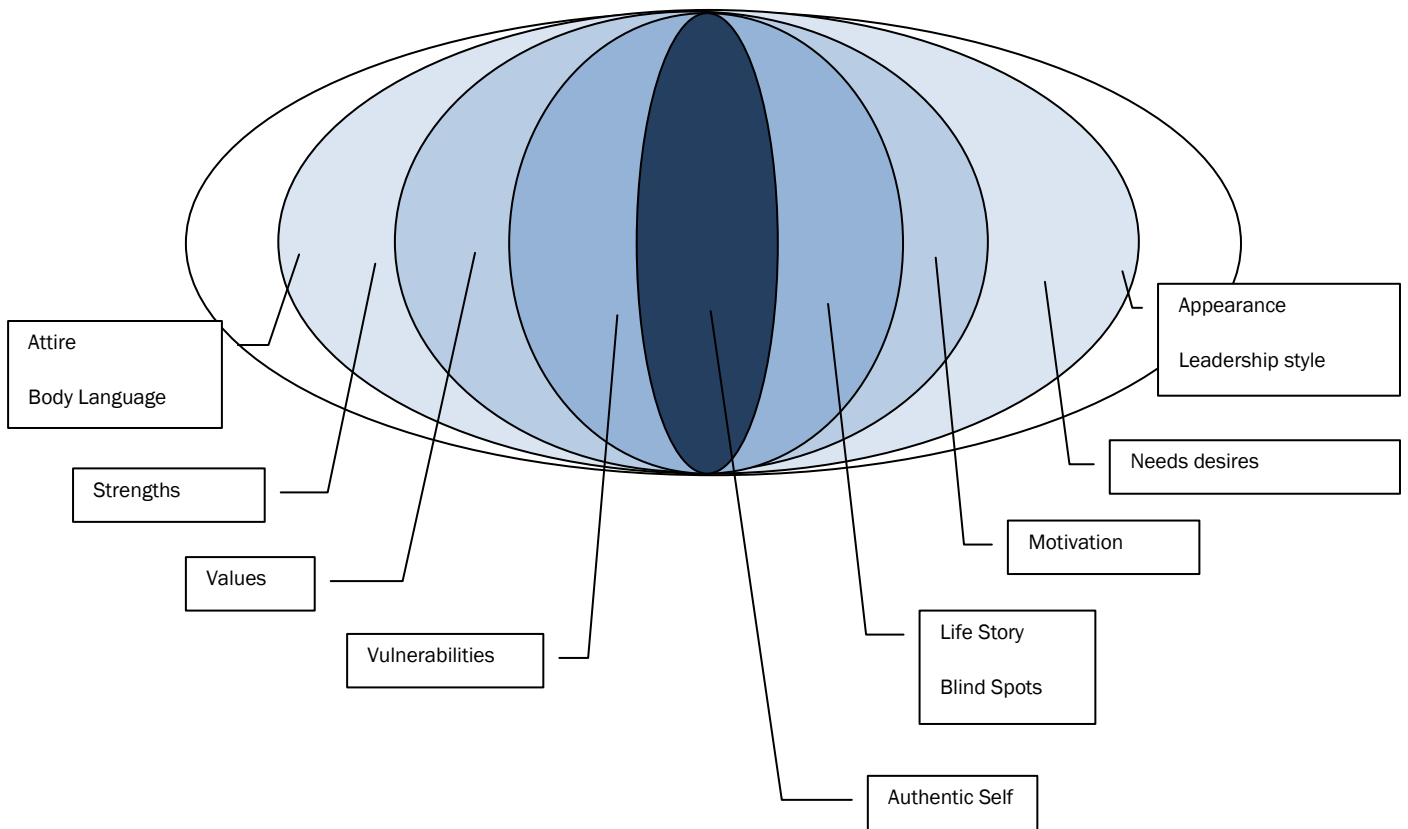 Attire
Body Language
Appearance
Leadership style
Strengths
Needs desires
Values
Motivation
Vulnerabilities
Life Story
Blind Spots
Authentic Self